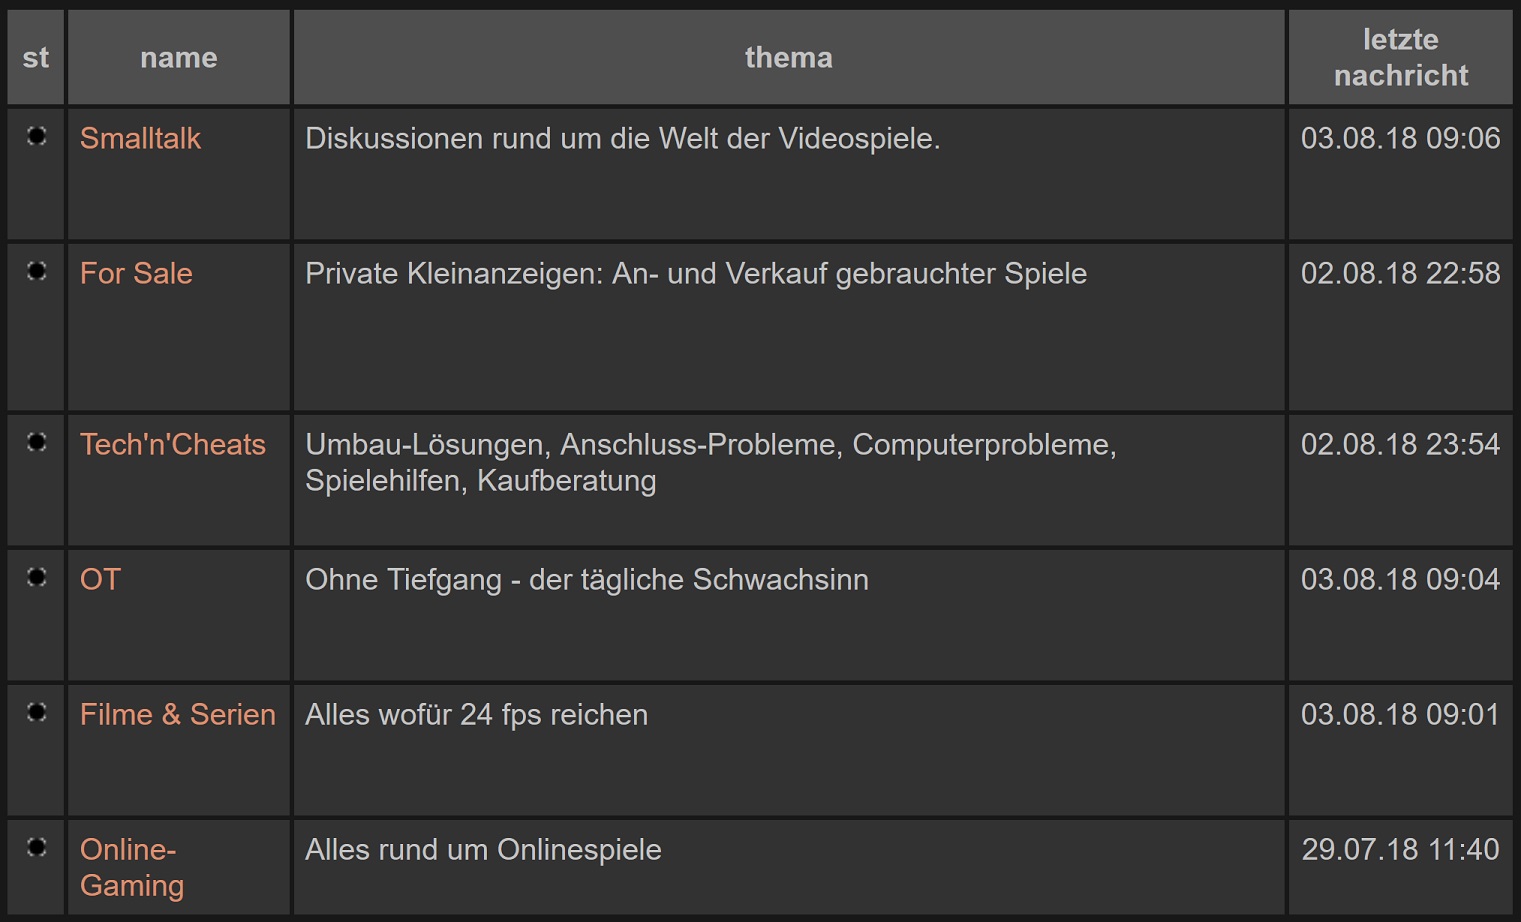 st name thema letzte nachricht
Smalltalk Diskussionen rund um die Welt der Videospiele. 03.08.18 09:06
For Sale Private Kleinanzeigen: An- und Verkauf gebrauchter Spiele 02.08.18 22:58
Tech'n'Cheats Umbau-Lösungen, Anschluss-Probleme, Computerprobleme, 02.08.18 23:54
Spielehilfen, Kaufberatung
OT Ohne Tiefgang - der tägliche Schwachsinn 03.08.18 09:04
Filme & Serien Alles wofür 24 fps reichen 03.08.18 09:01
Online- Alles rund um Onlinespiele 29.07.18 11:40
Gaming